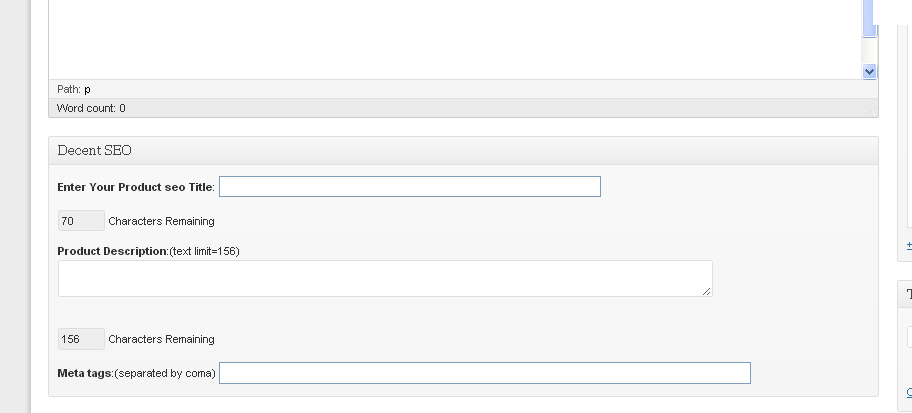 Path: p
Word count: 0
Decent SEO
Enter Your Product seo Title:
70 Characters Remaining
Product Description:(text limit=156)
156 Characters Remaining
Meta tags:(separated by coma)